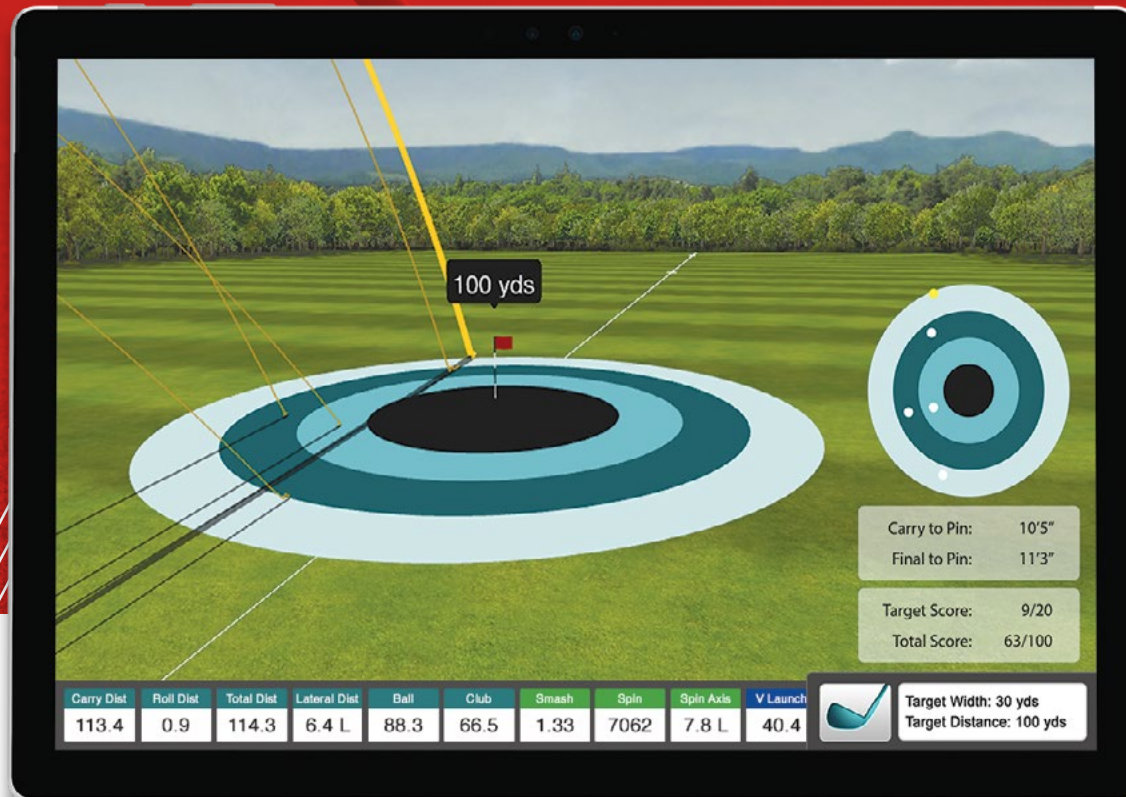 100 yds
Carry to Pin: 10'5"
Final to Pin: 11'3"
Target Score: 9/20
Total Score: 63/100
Carry Dist Roll Dist Total Dist Lateral Dist Ball Club Smash Spin Spin Axis V Launch
113.4 0.9 114.3 6.4 L 88.3 66.5 1.33 7062 7.8 L 40.4
Target Width: 30 yds
Target Distance: 100 yds